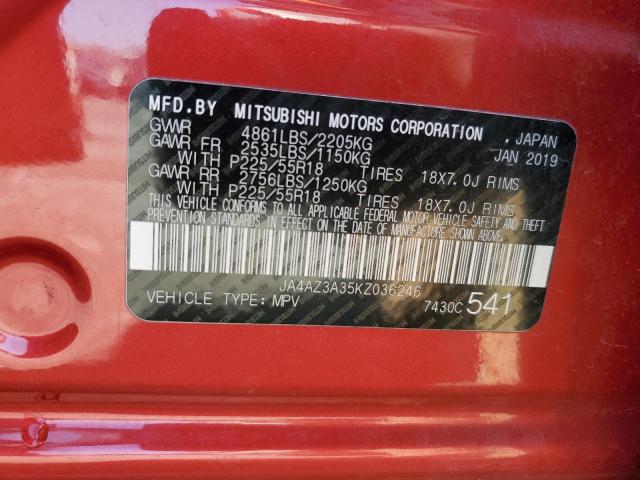 MFD.BY MITSUBISHI MOTORS CORPORATION , JAPAN
GVWR 4861LBS/2205KG JAN 2019
GAWR FR 2535LBS/1150KG
WITH P225/55R18 TIRES 18X7.0J RIMS
GAWR RR 2756LBS/1250KG
WITH P225/55R18 TIRES 18X7.0J RIMS
THIS VEHICLE CONFORMS TO ALL APPLICABLE FEDERAL MOTOR VEHICLE SAFETY AND THEFT
PREVENTION STANDARDS IN EFFECT ON THE DATE OF MANUFACTURE SHOWN ABOVE.
JA4AZ3A35KZ036246
VEHICLE TYPE: MPV 7430C 541